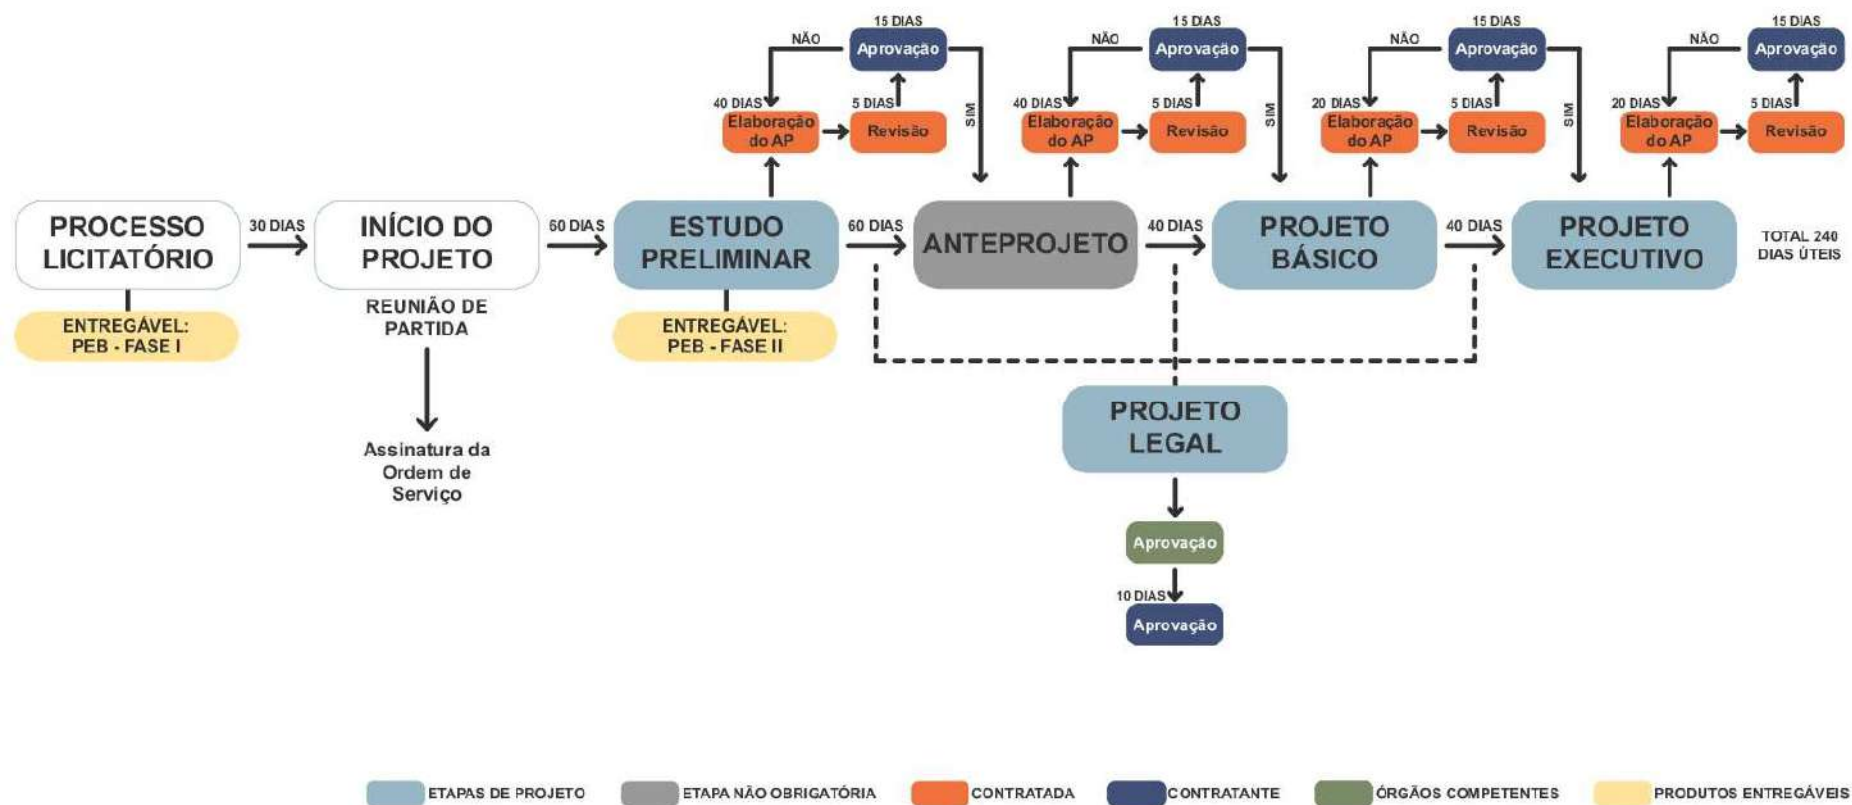 15 DIAS
NÃO
Aprovação
SIM
40 DIAS
5 DIAS
Elaboração
do AP
Revisão
15 DIAS
NÃO
Aprovação
SIM
40 DIAS
5 DIAS
Elaboração
do AP
Revisão
15 DIAS
NÃO
Aprovação
SIM
20 DIAS
5 DIAS
Elaboração
do AP
Revisão
15 DIAS
NÃO
Aprovação
20 DIAS
5 DIAS
Elaboração
do AP
Revisão
PROCESSO
LICITATÓRIO
30 DIAS
INÍCIO DO
PROJETO
60 DIAS
ESTUDO
PRELIMINAR
60 DIAS
ANTEPROJETO
40 DIAS
PROJETO
BÁSICO
40 DIAS
PROJETO
EXECUTIVO
TOTAL 240
DIAS ÚTEIS
ENTREGÁVEL:
PEB - FASE I
REUNIÃO DE
PARTIDA
ENTREGÁVEL:
PEB - FASE II
Assinatura da
Ordem de
Serviço
PROJETO
LEGAL
Aprovação
10 DIAS
Aprovação
ETAPAS DE PROJETO
ETAPA NÃO OBRIGATÓRIA
CONTRATADA
CONTRATANTE
ÓRGÃOS COMPETENTES
PRODUTOS ENTREGÁVEIS